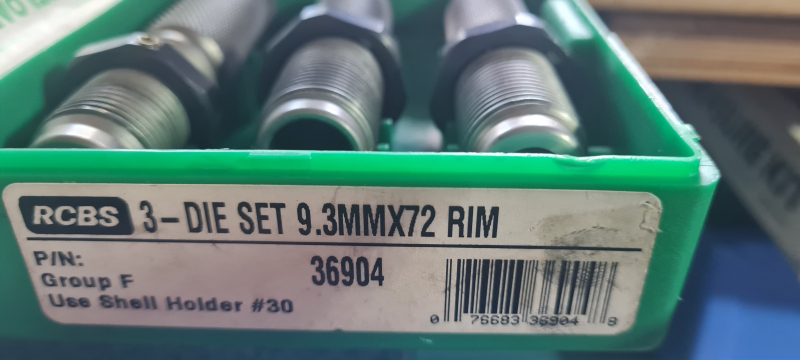 RCBS 3-DIE SET 9.3MMX72 RIM
P/N: 36904
Group F
Use Shell Holder #30
0 76683 36904 8